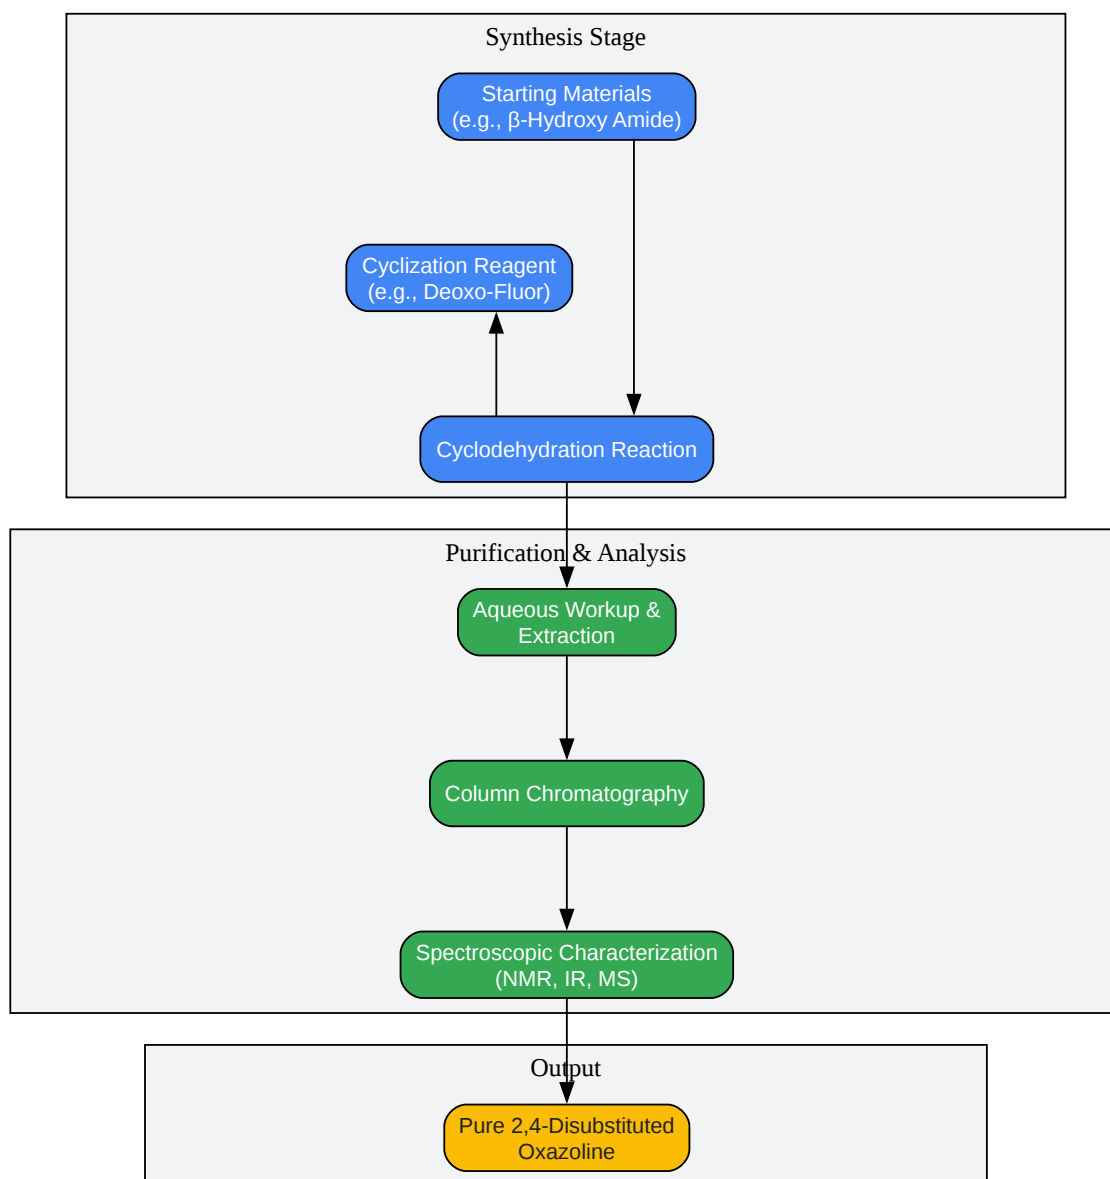 Synthesis Stage
Starting Materials
(e.g., β-Hydroxy Amide)
Cyclization Reagent
(e.g., Deoxo-Fluor)
Cyclodehydration Reaction
Purification & Analysis
Aqueous Workup &
Extraction
Column Chromatography
Spectroscopic Characterization
(NMR, IR, MS)
Output
Pure 2,4-Disubstituted
Oxazoline